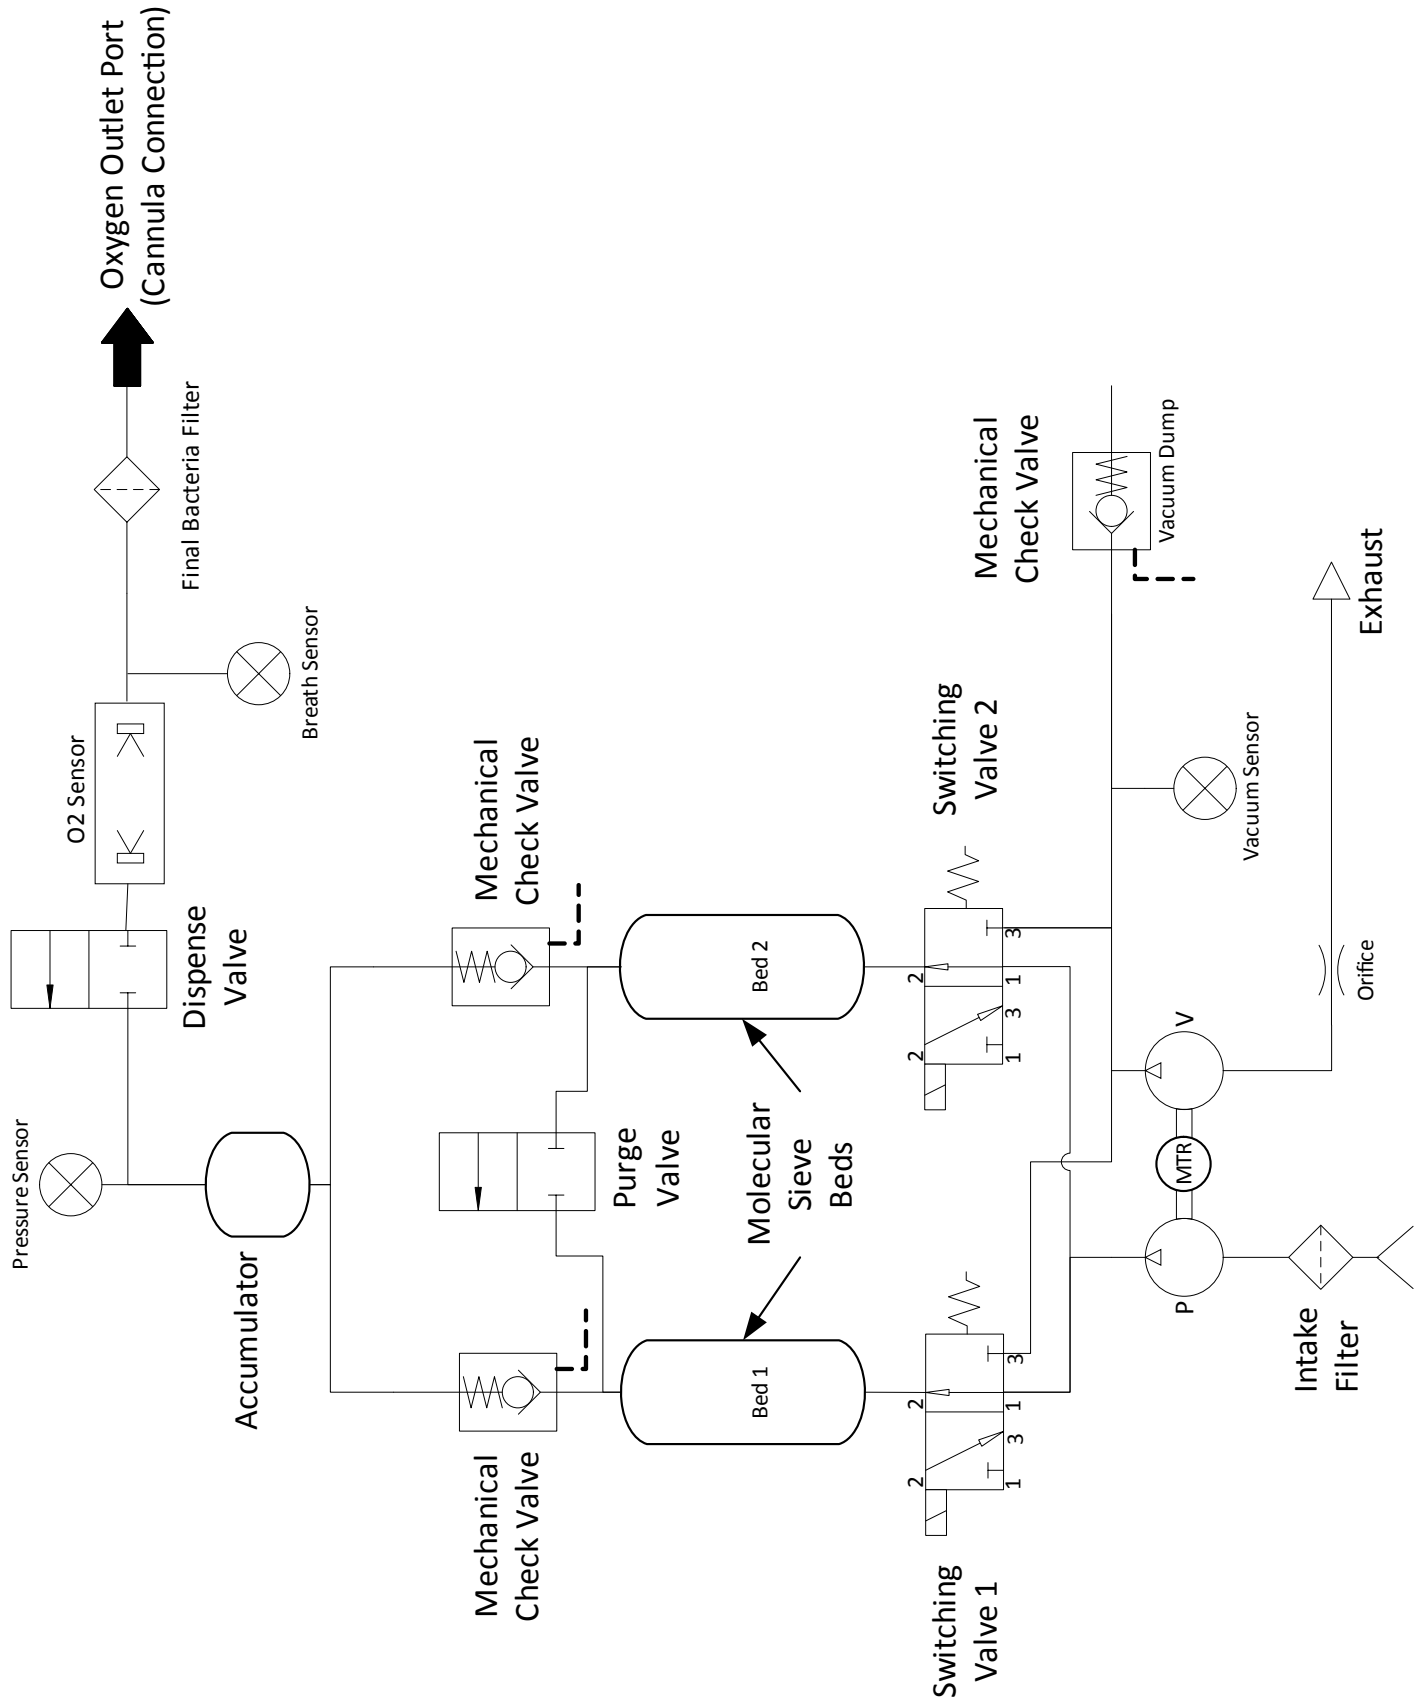 Oxygen Outlet Port
(Cannula Connection)
Final Bacteria Filter
Breath Sensor
O2 Sensor
Dispense
Valve
Pressure Sensor
Accumulator
Mechanical
Check Valve
Purge
Valve
Mechanical
Check Valve
Bed 2
Molecular
Sieve
Beds
Bed 1
Switching
Valve 2
2
3
1
2
3
1
Switching
Valve 1
2
3
1
2
3
1
Mechanical
Check Valve
Vacuum Dump
Vacuum Sensor
Exhaust
Orifice
V
MTR
P
Intake
Filter